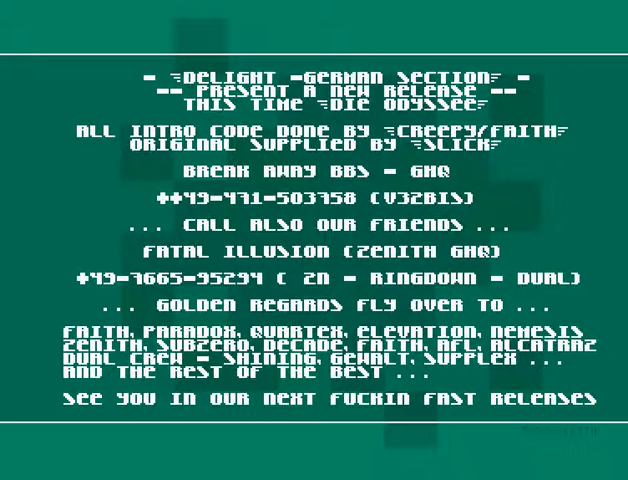 - "DELIGHT -GERMAN SECTION" -
-- PRESENT A NEW RELEASE --
THIS TIME "DIE ODYSSEE"
ALL INTRO CODE DONE BY "CREEPY/FAITH"
ORIGINAL SUPPLIED BY "SLICK"
BREAK AWAY BBS - GHQ
++49-471-503758 (V32BIS)
... CALL ALSO OUR FRIENDS ...
FATAL ILLUSION (ZENITH GHQ)
+49-7665-95294 ( 2N - RINGDOWN - DUAL)
... GOLDEN REGARDS FLY OVER TO ...
FAITH, PARADOX, QUARTEX, ELEVATION, NEMESIS
ZENITH, SUBZERO, DECADE, FAITH, AFL, ALCATRAZ
DUAL CREW - SHINING, GEWALT, SUPPLEX ...
AND THE REST OF THE BEST ...
SEE YOU IN OUR NEXT FUCKIN FAST RELEASES